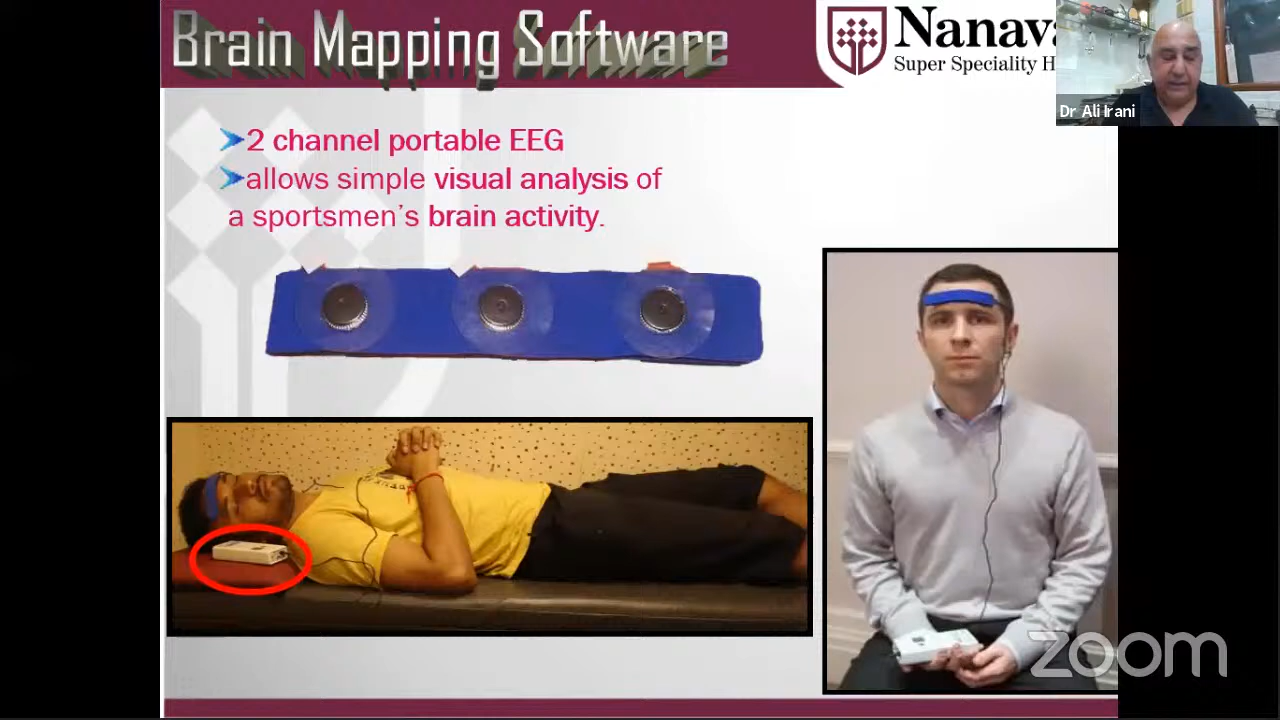 Brain Mapping Software
Nanava
Super Speciality H
Dr Ali Irani
2 channel portable EEG
allows simple visual analysis of
a sportsmen's brain activity.
zoom